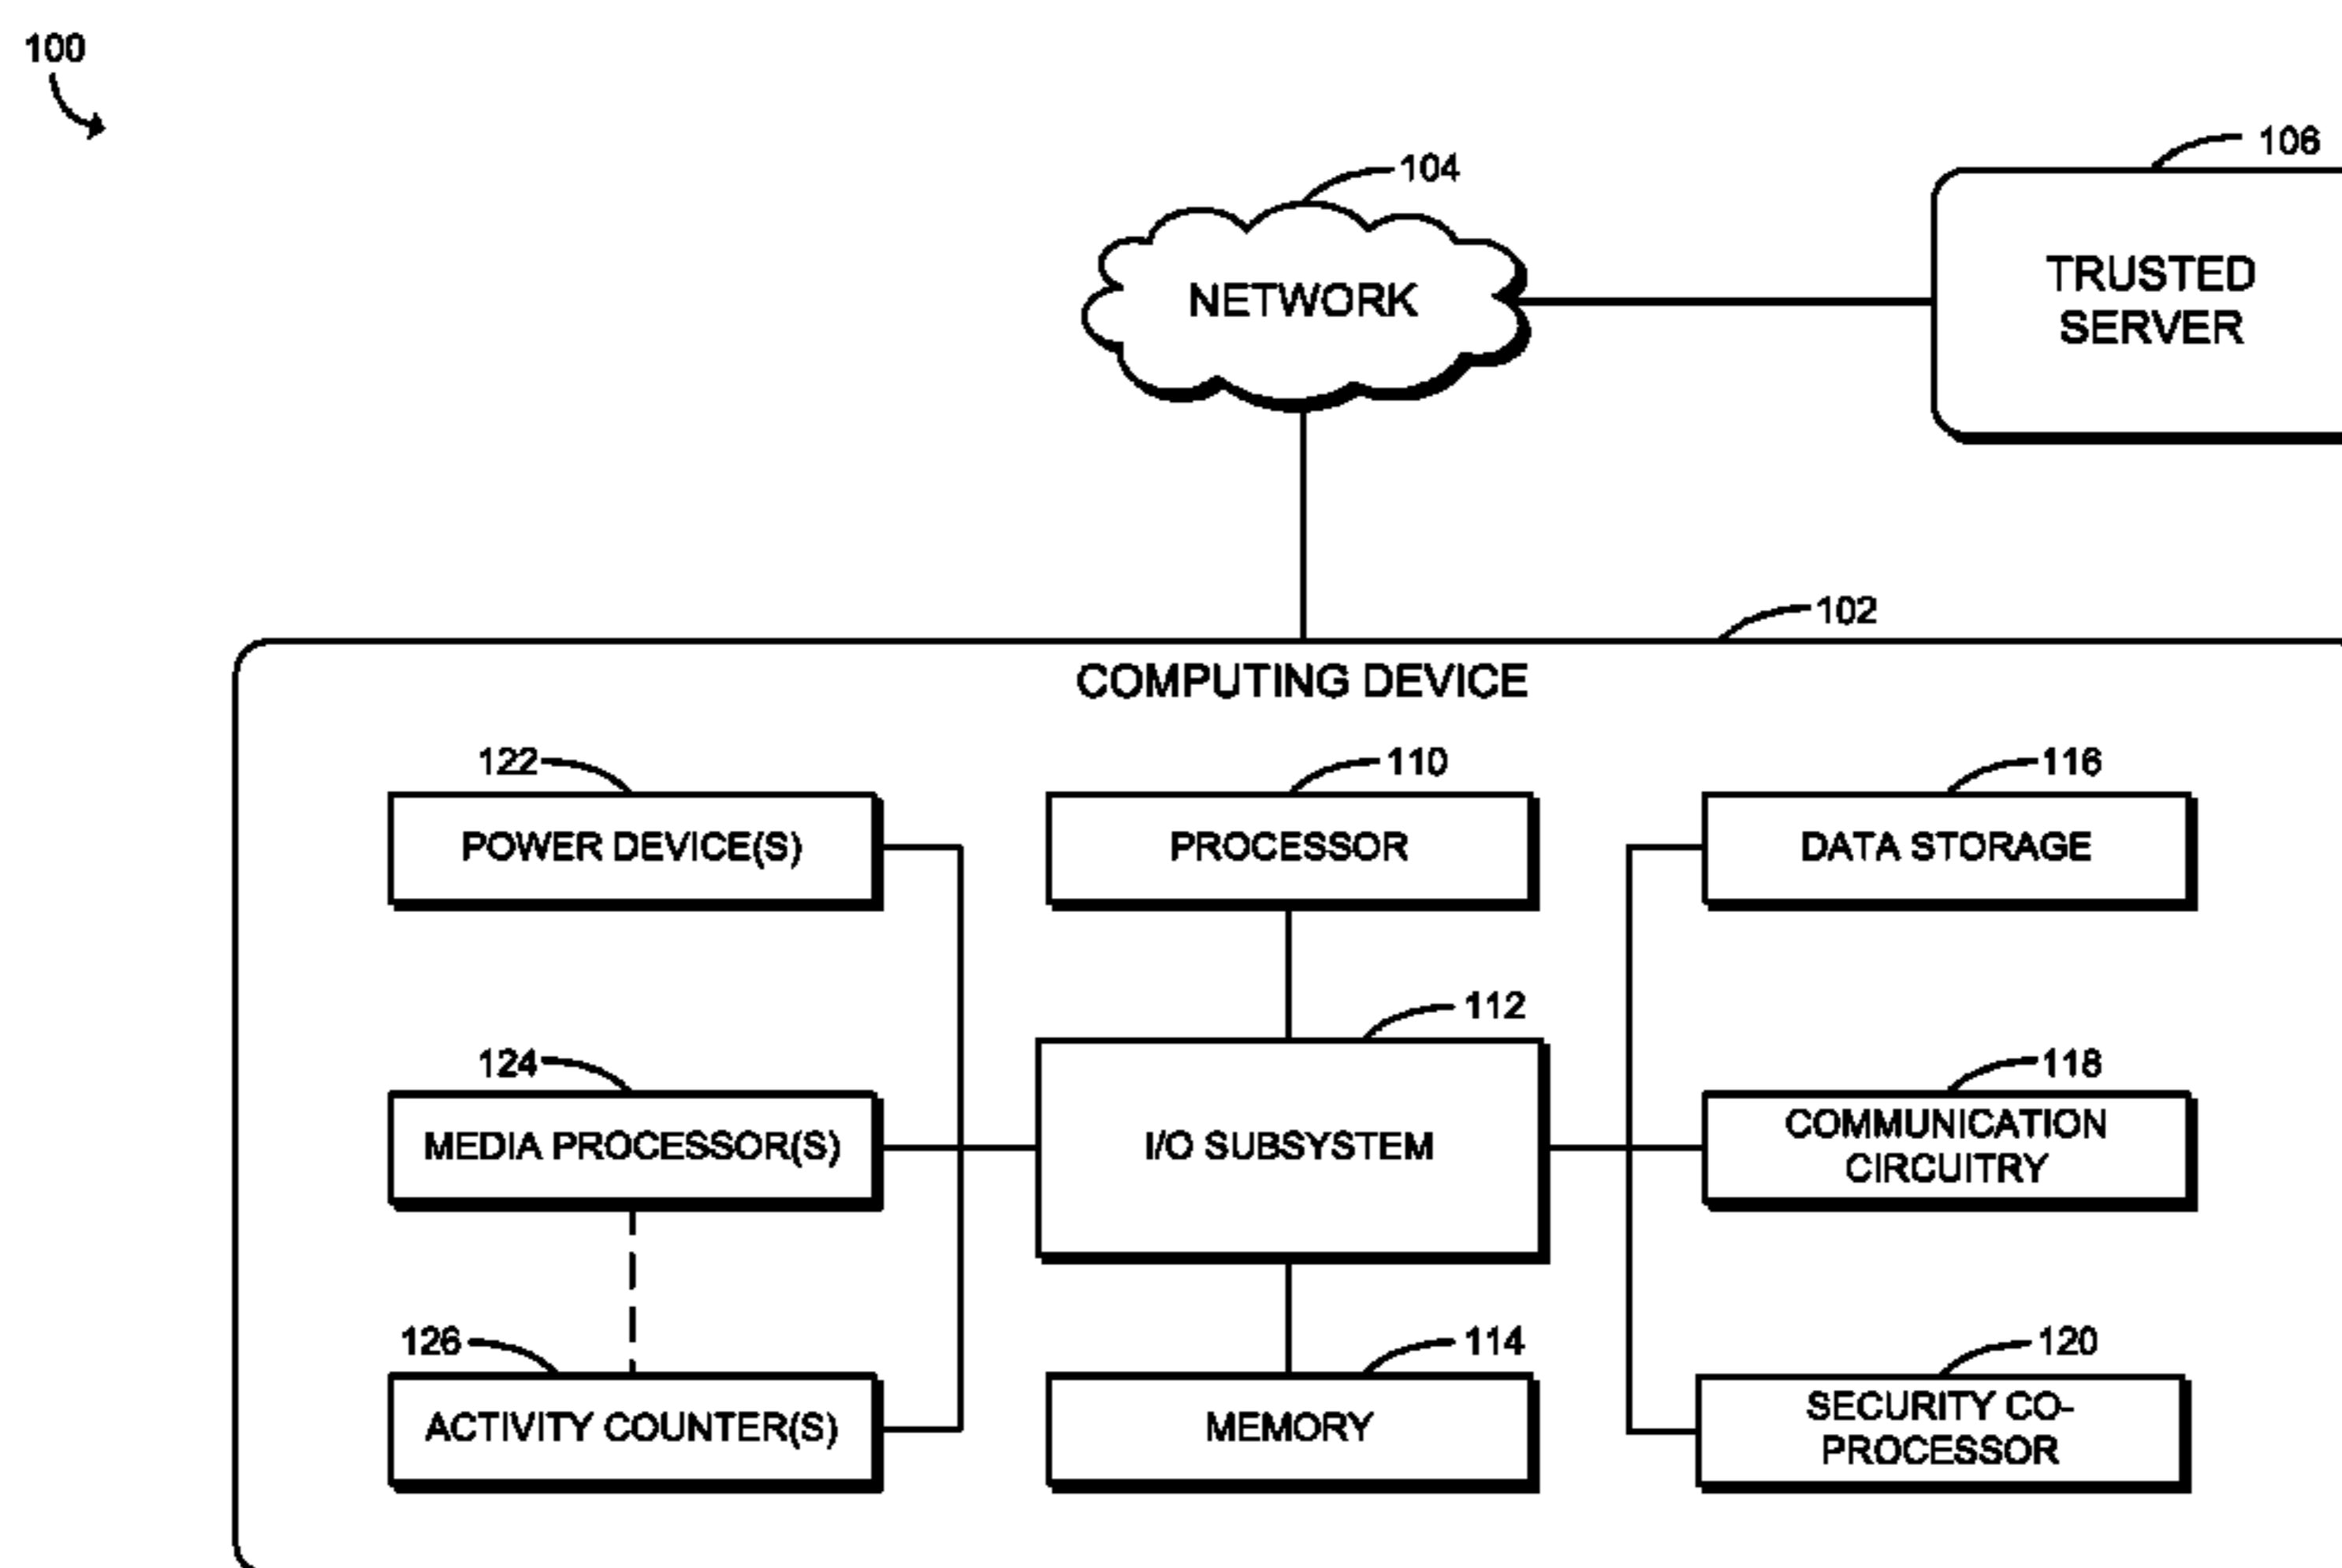 100
106
104
TRUSTED
SERVER
NETWORK
102
COMPUTING DEVICE
122
110
116
POWER DEVICE(S)
PROCESSOR
DATA STORAGE
112
124
118
MEDIA PROCESSOR(S)
I/O SUBSYSTEM
COMMUNICATION
CIRCUITRY
126
114
120
ACTIVITY COUNTER(S)
MEMORY
SECURITY CO-
PROCESSOR